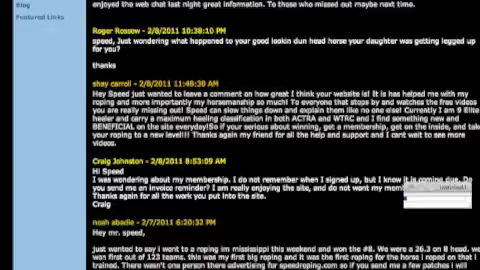 Blog
Featured Links
enjoyed the web chat last night great information. To those who missed out maybe next time.
Roger Rossow - 2/8/2011 10:38:10 PM
speed, Just wondering what happened to your good lookin dun head horse your daughter was getting legged up
for you?
thanks
shay carroll - 2/8/2011 11:48:30 AM
Hey Speed just wanted to leave a comment on how great I think your website is! It is has helped me with my
roping and more importantly my horsemanship so much! To everyone that stops by and watches the free videos
you are really missing out! Speed can slow things down and explain them like no one else! Currently I am 9 Elite
heeler and carry a maximum heeling classification in both ACTRA and WTRC and I find something new and
BENEFICIAL on the site everyday!So if your serious about winning, get a membership, get on the inside, and take
your roping to a new level!!! Thanks again my friend for all the help and support and I cant wait to see more
videos.
Craig Johnston - 2/8/2011 8:53:09 AM
Hi Speed
I was wondering about my membership. I do not remember when I signed up, but I know it is coming due. Do
you send me an invoice reminder? I am really enjoying the site, and do not want my mem
Thanks again for all the work you put into the site.
Craig
noah abadie - 2/7/2011 6:20:32 PM
Hey mr. speed,
just wanted to say i went to a roping im mississippi this weekend and won the #8. We were a 26.3 on 8 head. we
won first out of 123 teams. this was my first big roping and it was the first roping for the horse i roped on that i
trained. There wasn't one person there advertising for speedroping.com so if you send me a few patches i will